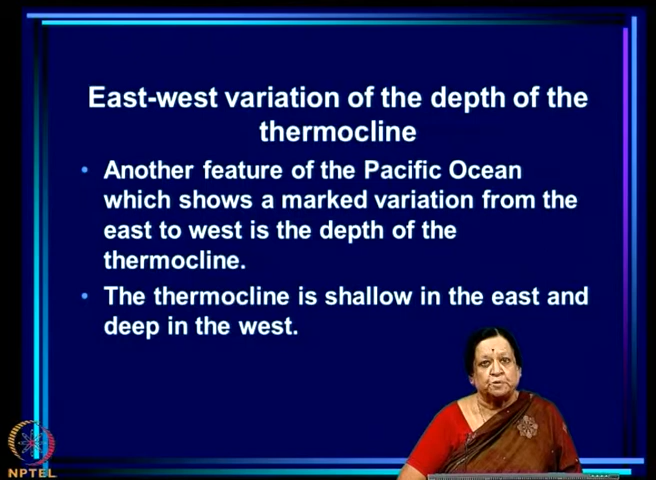 East-west variation of the depth of the
thermocline
• Another feature of the Pacific Ocean
which shows a marked variation from the
east to west is the depth of the
thermocline.
• The thermocline is shallow in the east and
deep in the west.
NPTEL